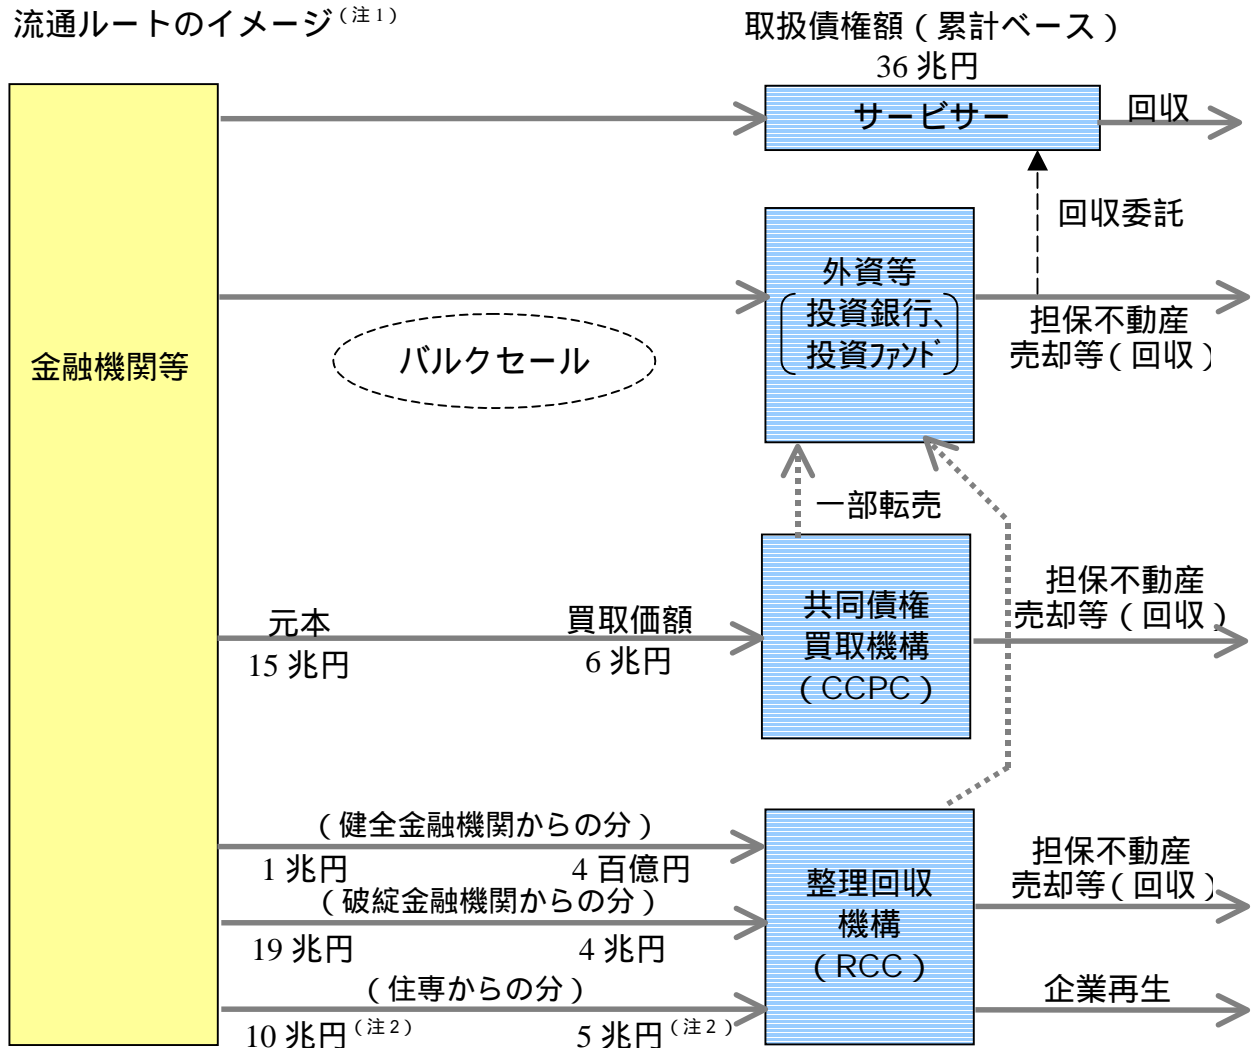 流通ルートのイメージ(注1)
取扱債権額(累計ベース)
36 兆円
サービサー
回収
回収委託
外資等
投資銀行、
投資ファンド
担保不動産
売却等(回収)
金融機関等
バルクセール
一部転売
共同債権
買取機構
(CCPC)
担保不動産
売却等(回収)
元本
買取価額
15 兆円
6 兆円
(健全金融機関からの分)
1 兆円
4 百億円
(破綻金融機関からの分)
19 兆円
4 兆円
(住専からの分)
10 兆円(注2)
5 兆円(注2)
整理回収
機構
(RCC)
担保不動産
売却等(回収)
企業再生